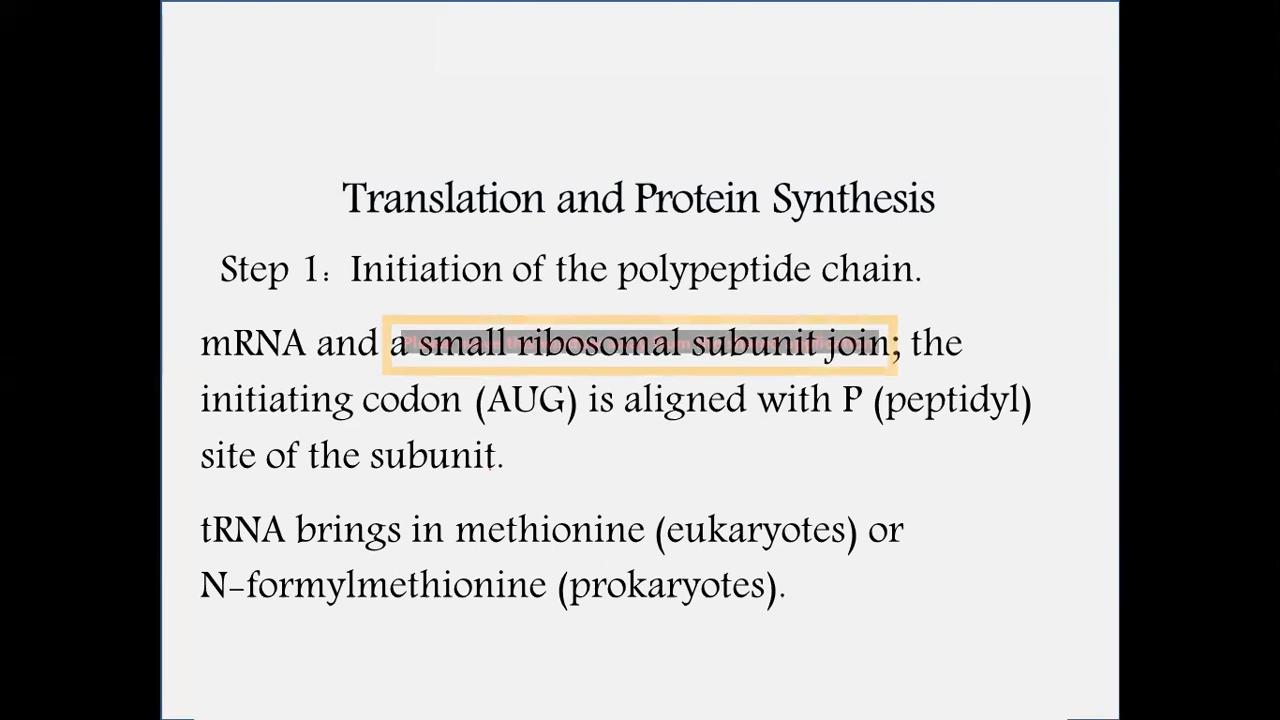 Translation and Protein Synthesis
Step 1: Initiation of the polypeptide chain.
mRNA and a small ribosomal subunit join; the
initiating codon (AUG) is aligned with P (peptidyl)
site of the subunit.
tRNA brings in methionine (eukaryotes) or
N-formylmethionine (prokaryotes).